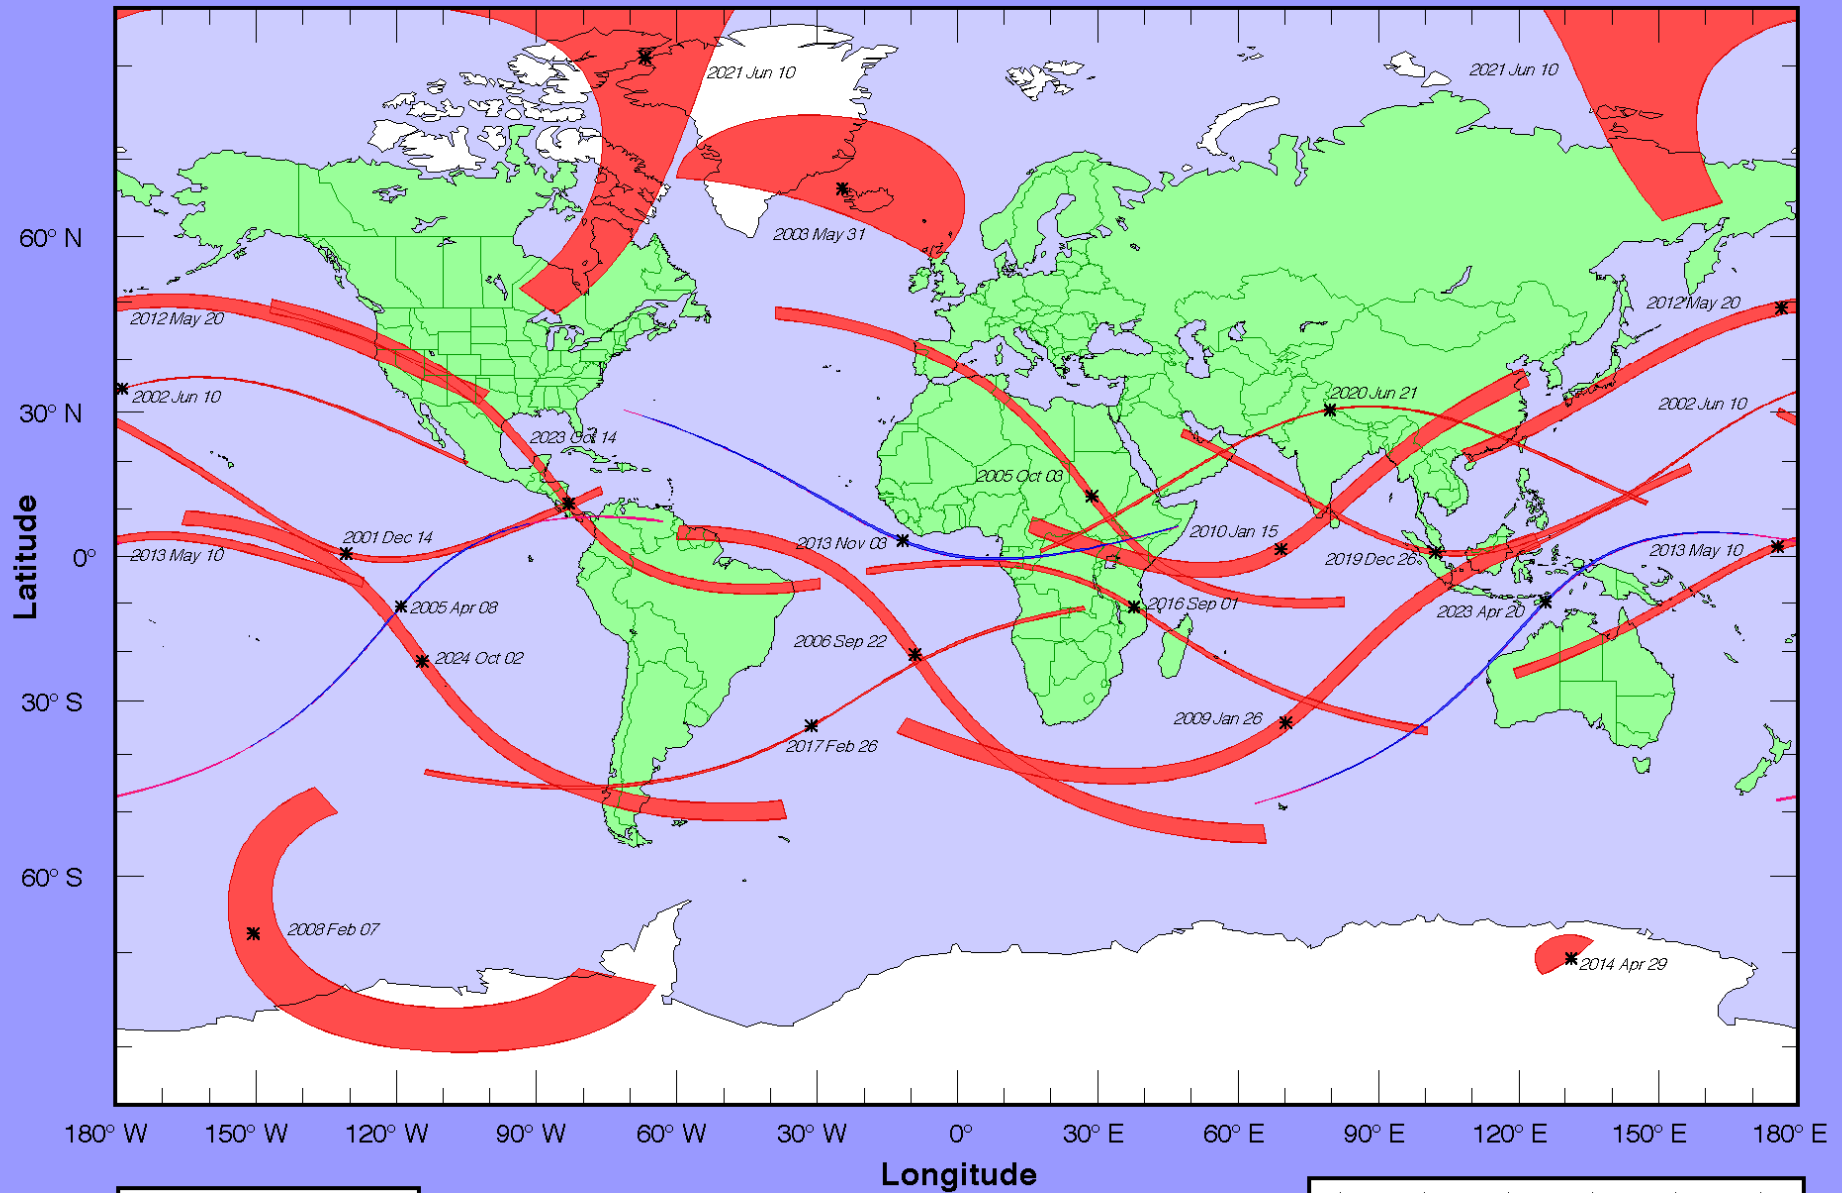 2021 Jun 10
2021 Jun 10
60° N
2003 May 31
2012 May 20
2012 May 20
2002 Jun 10
2020 Jun 21
30° N
2002 Jun 10
2023 Oct 14
2005 Oct 03
2001 Dec 14
2013 Nov 03
2010 Jan 15
0°
2013 May 10
2019 Dec 26
2013 May 10
2005 Apr 08
2016 Sep 01
2023 Apr 20
2024 Oct 02
2006 Sep 22
30° S
2009 Jan 26
2017 Feb 26
60° S
2008 Feb 07
2014 Apr 29
Latitude
180° W 150° W 120° W 90° W 60° W 30° W 0° 30° E 60° E 90° E 120° E 150° E 180° E
Longitude